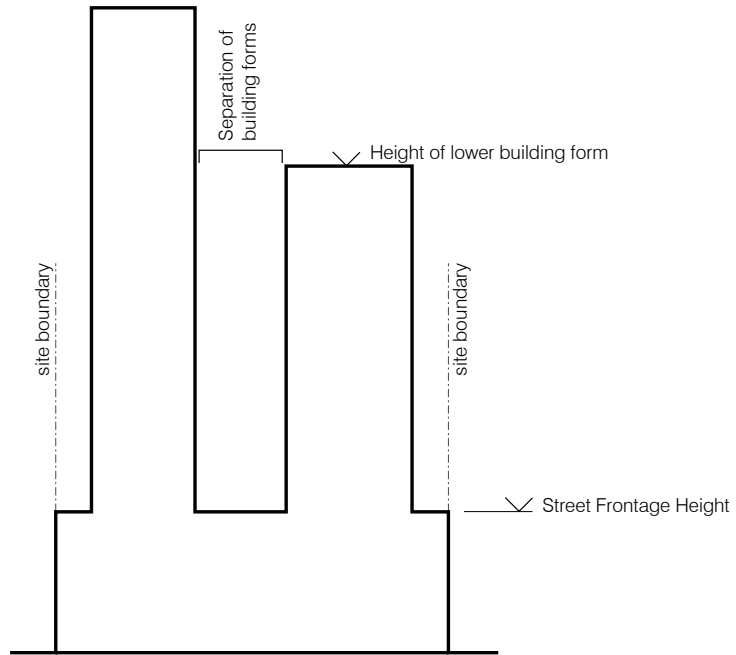 Separation of
building forms
Height of lower building form
site boundary
site boundary
Street Frontage Height